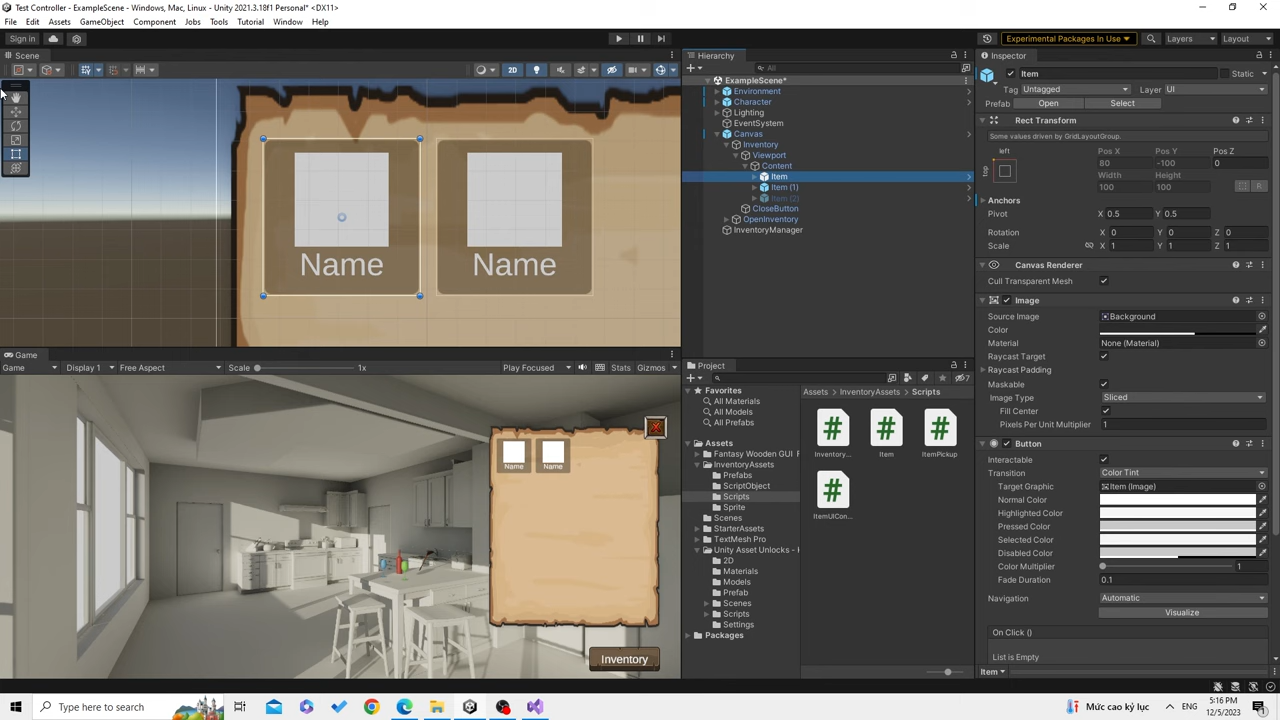 Test Controller - ExampleScene - Windows, Mac, Linux - Unity 2021.3.18f1 Personal* <DX11>
File Edit Assets GameObject Component Jobs Tools Tutorial Window Help
Sign in
Experimental Packages In Use
Layers
Layout
Scene
2D
Name
Name
Game
Game
Display 1
Free Aspect
Scale
1x
Play Focused
Stats
Gizmos
Name
Name
Inventory
Hierarchy
All
ExampleScene*
Environment
Character
Lighting
EventSystem
Canvas
Inventory
Viewport
Content
Item
Item (1)
Item (2)
CloseButton
OpenInventory
InventoryManager
Project
7
Favorites
All Materials
All Models
All Prefabs
Assets
Fantasy Wooden GUI F
InventoryAssets
Prefabs
ScriptObject
Scripts
Sprite
Scenes
StarterAssets
TextMesh Pro
Unity Asset Unlocks -
2D
Materials
Models
Prefab
Scenes
Scripts
Settings
Packages
Assets InventoryAssets Scripts
Inventory...
Item
ItemPickup
ItemUICon...
Inspector
Item
Static
Tag Untagged
Layer UI
Prefab Open Select
Rect Transform
Some values driven by GridLayoutGroup.
left
top
Pos X Pos Y Pos Z
80 -100 0
Width Height
100 100
R
Anchors
Pivot X 0.5 Y 0.5
Rotation X 0 Y 0 Z 0
Scale X 1 Y 1 Z 1
Canvas Renderer
Cull Transparent Mesh
Image
Source Image Background
Color
Material None (Material)
Raycast Target
Raycast Padding
Maskable
Image Type Sliced
Fill Center
Pixels Per Unit Multiplier 1
Button
Interactable
Transition Color Tint
Target Graphic Item (Image)
Normal Color
Highlighted Color
Pressed Color
Selected Color
Disabled Color
Color Multiplier 1
Fade Duration 0.1
Navigation Automatic
Visualize
On Click ()
List is Empty
Item
Type here to search
Mức cao kỷ lục
ENG
5:16 PM
12/5/2023